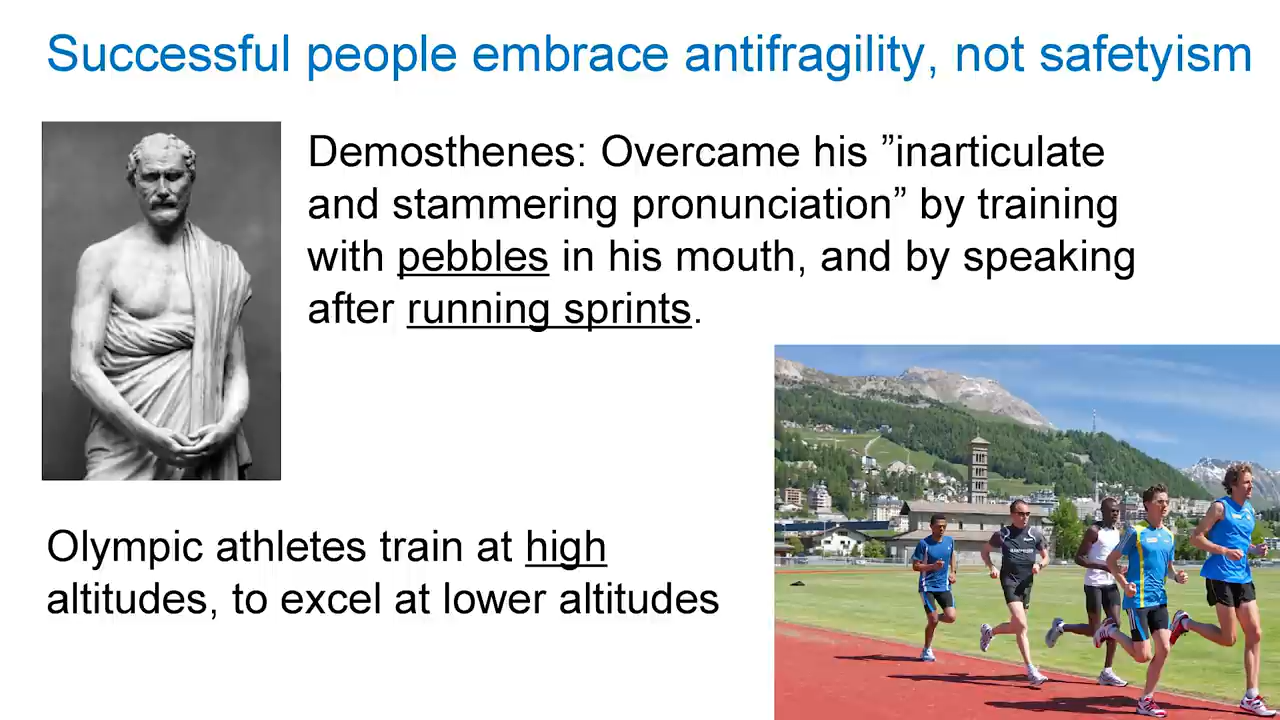 Successful people embrace antifragility, not safetyism
Demosthenes: Overcame his ”inarticulate
and stammering pronunciation” by training
with pebbles in his mouth, and by speaking
after running sprints.
Olympic athletes train at high
altitudes, to excel at lower altitudes